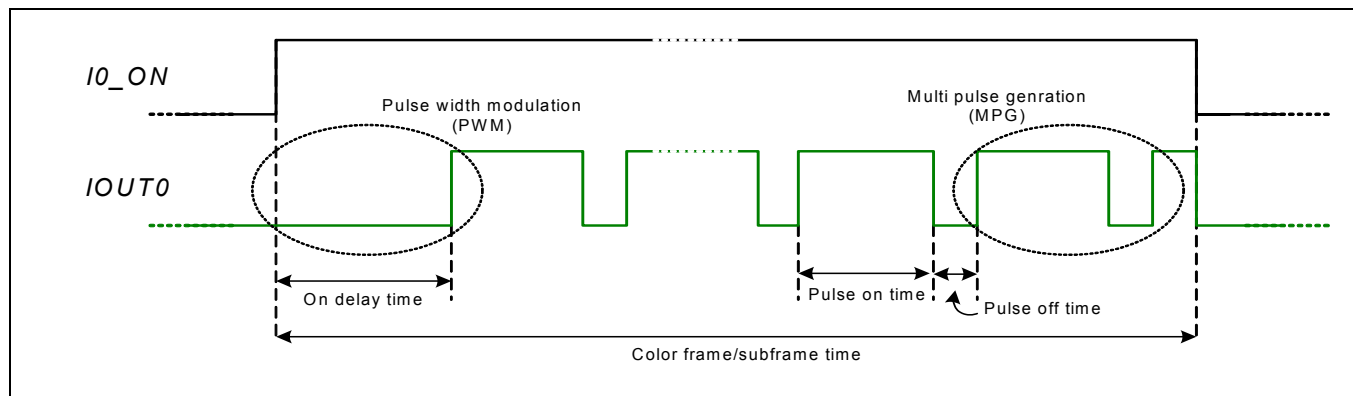 I0_ON
Pulse width modulation
(PWM)
Multi pulse genration
(MPG)
IOUT0
On delay time
Pulse on time
Pulse off time
Color frame/subframe time